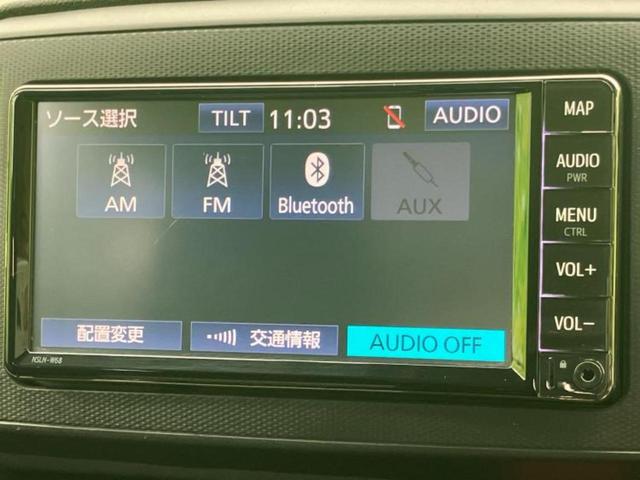 ソース選択 TILT 11:03 AUDIO
AM FM Bluetooth AUX
配置変更 交通情報 AUDIO OFF
NSLN-W68
MAP
AUDIO
PWR
MENU
CTRL
VOL+
VOL−